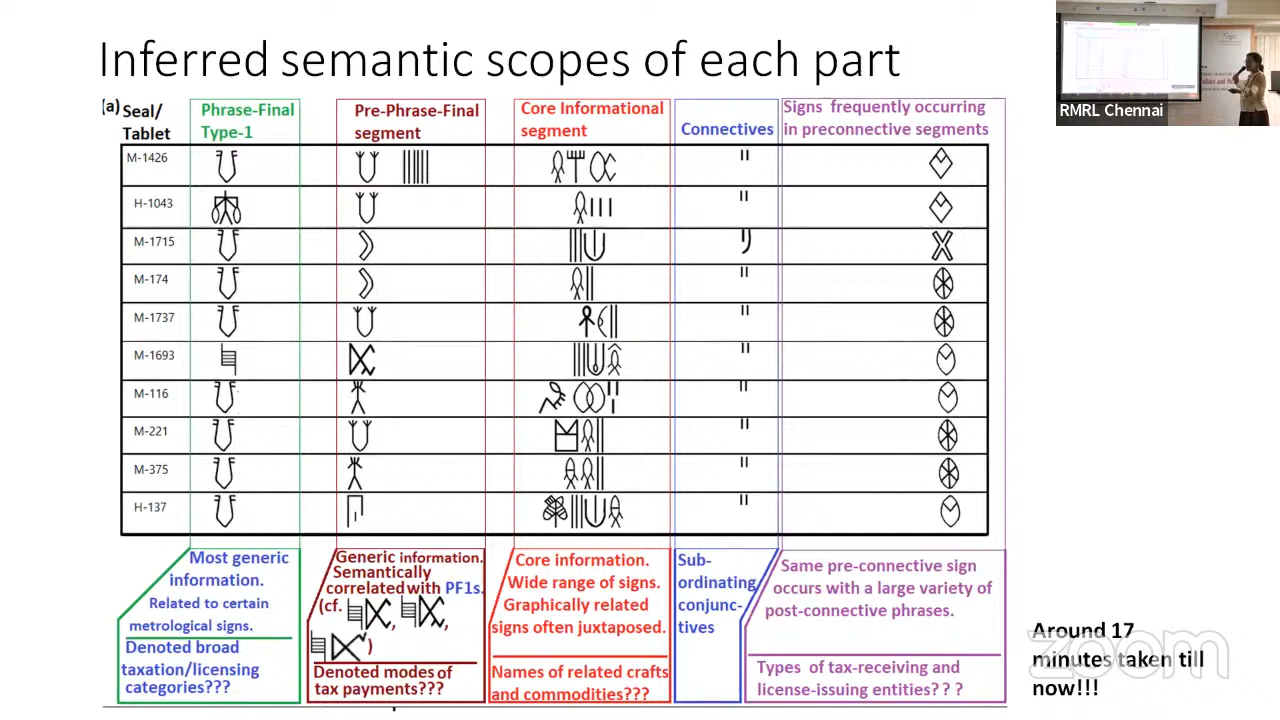 Inferred semantic scopes of each part
RMRL Chennai
(a) Seal/
Tablet
Phrase-Final
Type-1
Pre-Phrase-Final
segment
Core Informational
segment
Connectives
Signs frequently occurring
in preconnective segments
M-1426
H-1043
M-1715
M-174
M-1737
M-1693
M-116
M-221
M-375
H-137
Most generic
information.
Related to certain
metrological signs.
Denoted broad
taxation/licensing
categories???
Generic information.
Semantically
correlated with PF1s.
(cf. , ,
)
Denoted modes of
tax payments???
Core information.
Wide range of signs.
Graphically related
signs often juxtaposed.
Names of related crafts
and commodities???
Sub-
ordinating
conjunc-
tives
Same pre-connective sign
occurs with a large variety of
post-connective phrases.
Types of tax-receiving and
license-issuing entities? ? ?
Around 17
minutes taken till
now!!!
zoom